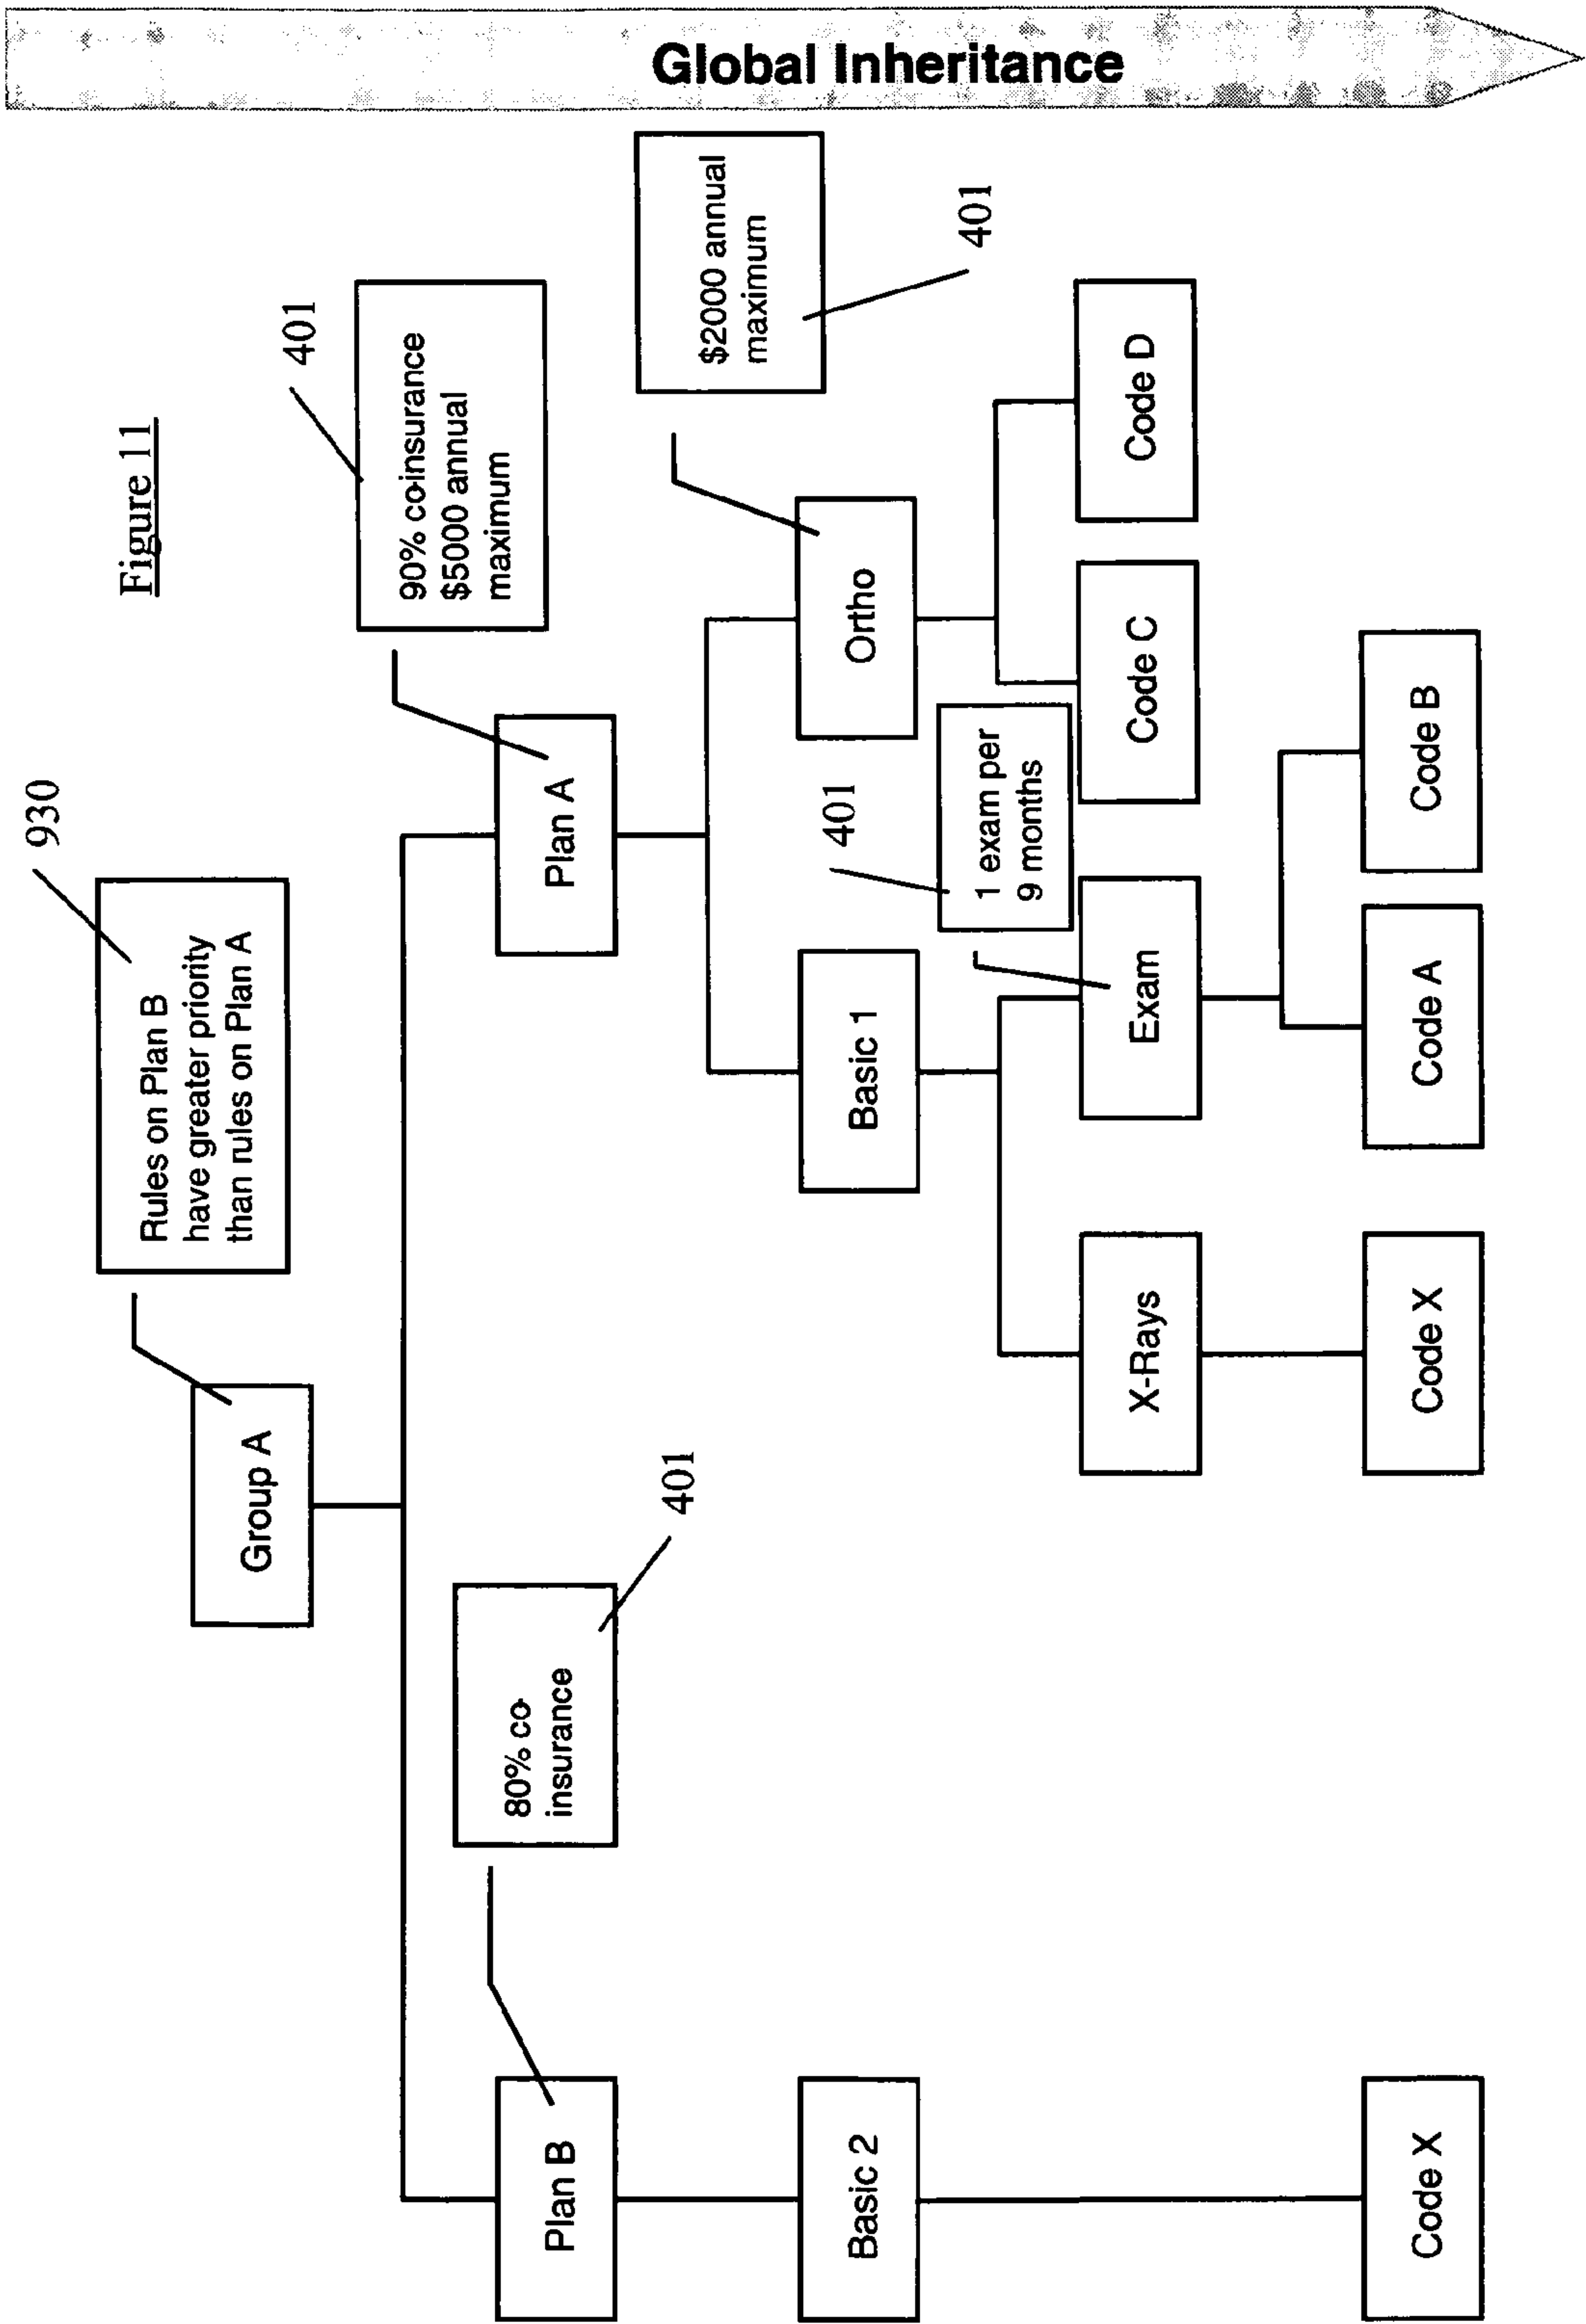 Figure 11
930
Rules on Plan B
have greater priority
than rules on Plan A
Group A
401
90% co-insurance
$5000 annual
maximum
80% co-
insurance
401
Plan B
Plan A
$2000 annual
maximum
401
Basic 2
Basic 1
Ortho
401
1 exam per
9 months
X-Rays
Exam
Code C
Code D
Code X
Code X
Code A
Code B
Global Inheritance